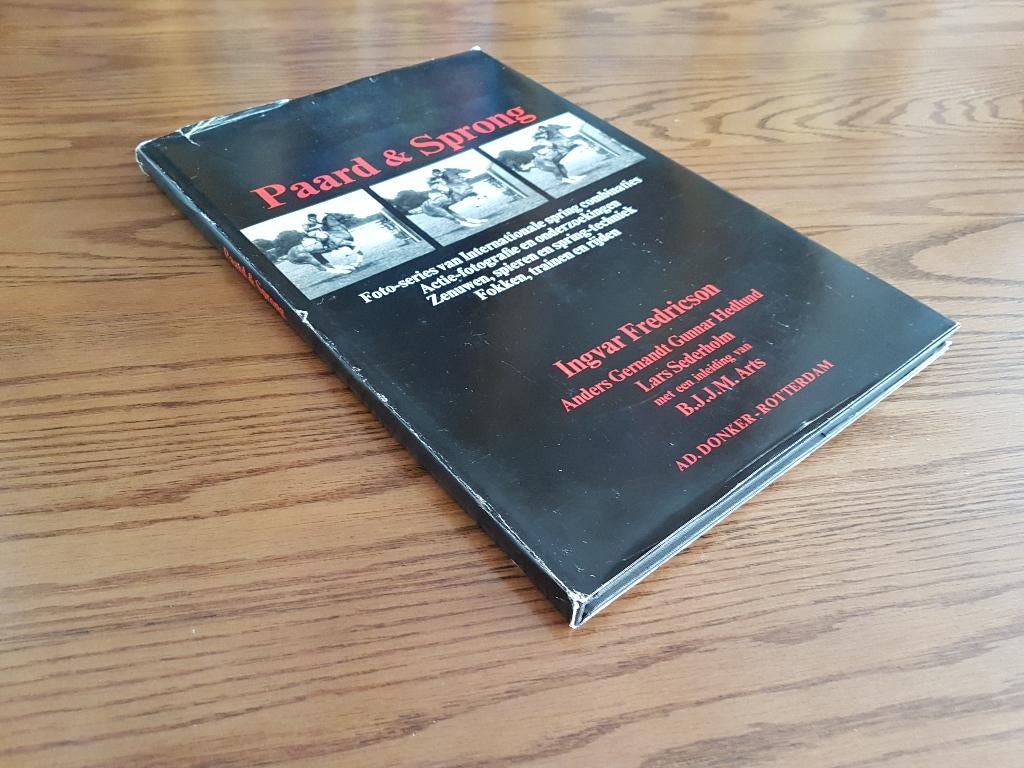 Paard & Sprong
Foto-series van Internationale spring combinaties
Actie-fotografie en onderzoekingen
Zenuwen, spieren en spring-techniek
Fokken, trainen en rijden
Ingvar Fredricson
Anders Gernandt Gunnar Hedlund
Lars Sederholm
met een inleiding van
B.J.J.M. Arts
AD. DONKER-ROTTERDAM
Paard & Sprong